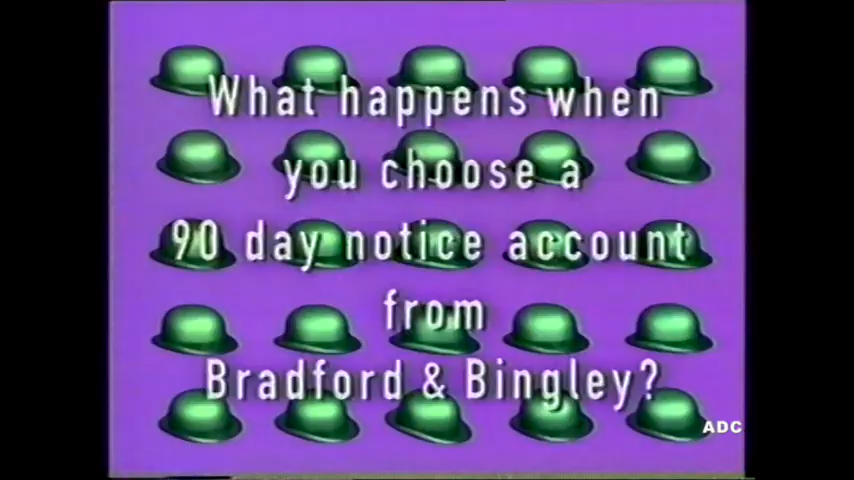 What happens when
you choose a
90 day notice account
from
Bradford & Bingley?
ADC